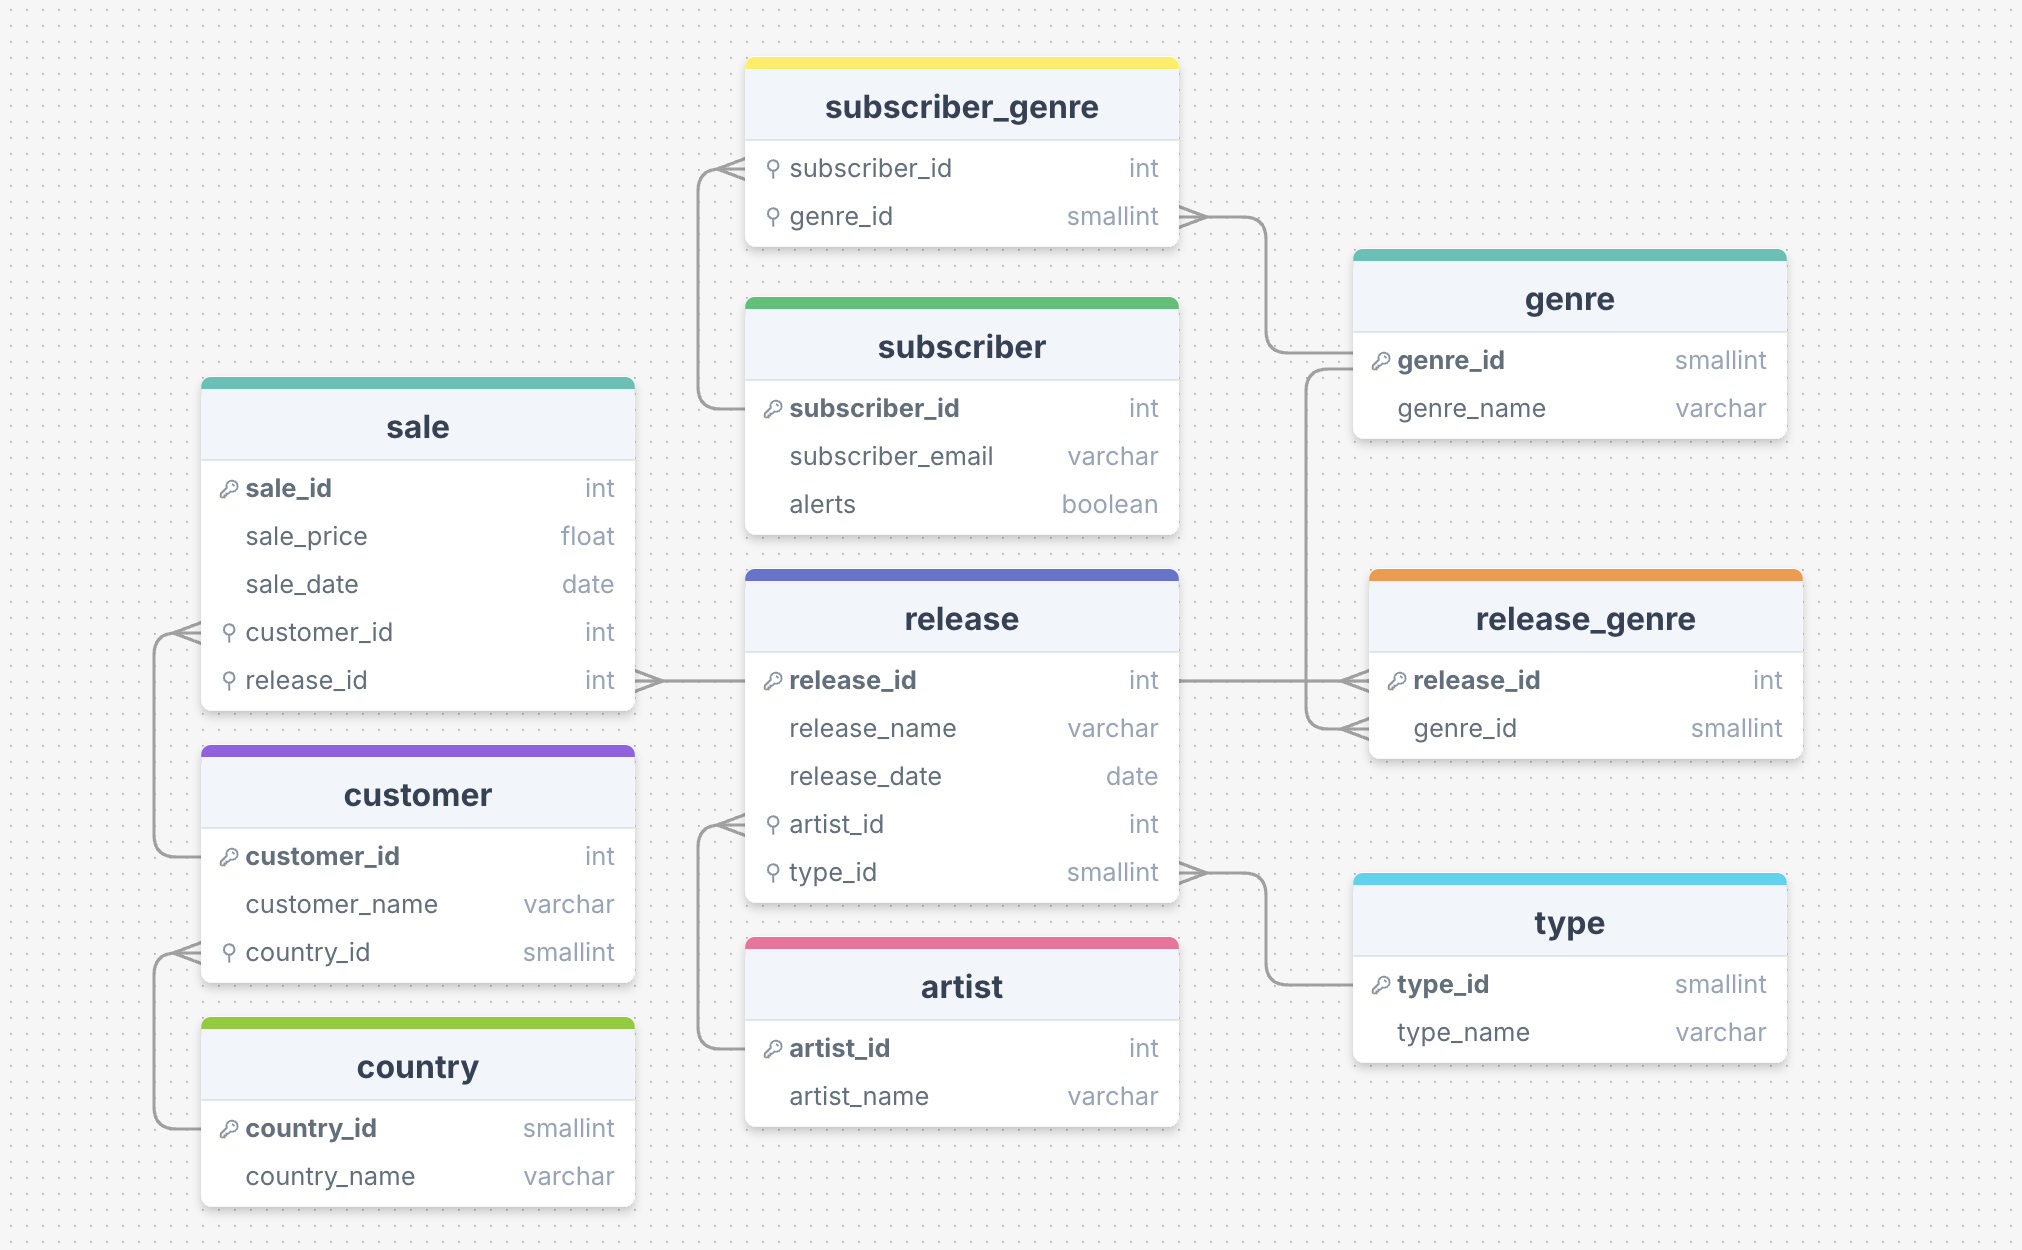 subscriber_genre
subscriber_id int
genre_id smallint
subscriber
subscriber_id int
subscriber_email varchar
alerts boolean
genre
genre_id smallint
genre_name varchar
sale
sale_id int
sale_price float
sale_date date
customer_id int
release_id int
release
release_id int
release_name varchar
release_date date
artist_id int
type_id smallint
release_genre
release_id int
genre_id smallint
customer
customer_id int
customer_name varchar
country_id smallint
artist
artist_id int
artist_name varchar
type
type_id smallint
type_name varchar
country
country_id smallint
country_name varchar